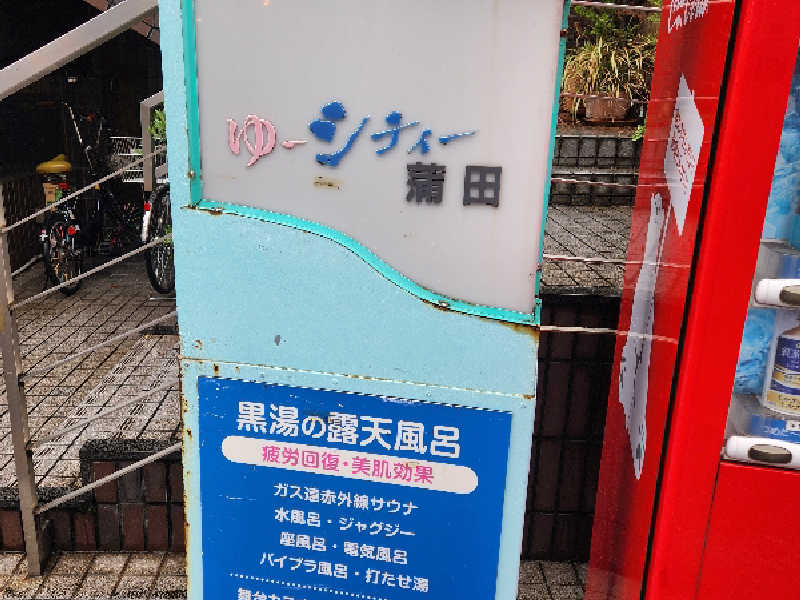 ゆーシティー
蒲田
黒湯の露天風呂
疲労回復・美肌効果
ガス遠赤外線サウナ
水風呂・ジャグジー
座風呂・電気風呂
バイブラ風呂・打たせ湯